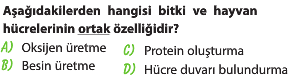 Aşağıdakilerden hangisi bitki ve hayvan
hücrelerinin ortak özelliğidir?
A) Oksijen üretme C) Protein oluşturma
B) Besin üretme D) Hücre duvarı bulundurma